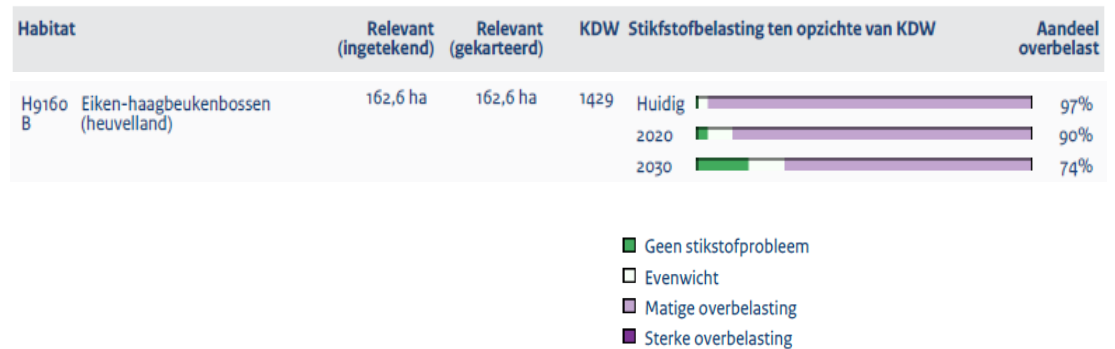 Habitat Relevant Relevant KDW Stikfstofbelasting ten opzichte van KDW Aandeel
(ingetekend) (gekarteerd) overbelast
H9160 Eiken-haagbeukenbossen 162,6 ha 162,6 ha 1429 Huidig 97%
B (heuvelland)
2020 90%
2030 74%
Geen stikstofprobleem
Evenwicht
Matige overbelasting
Sterke overbelasting